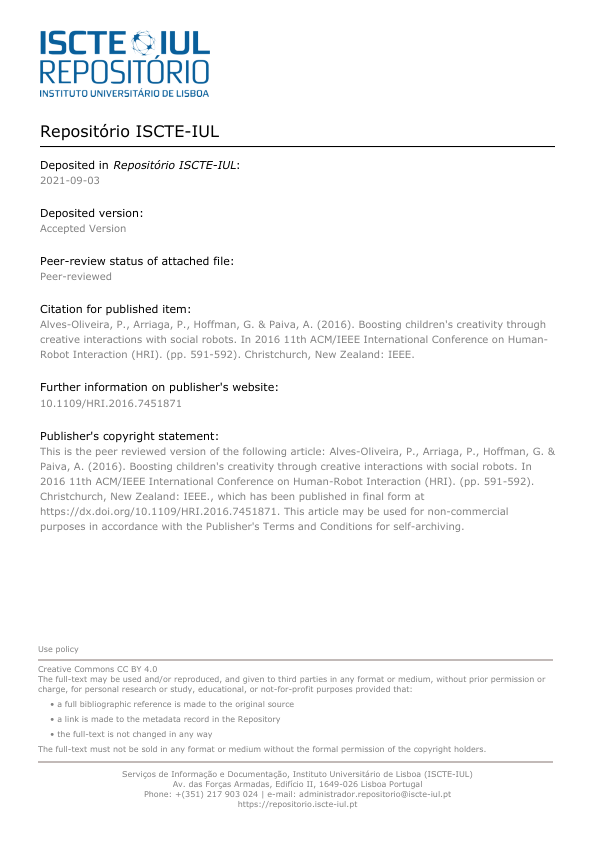 ISCTE IUL
REPOSITÓRIO
INSTITUTO UNIVERSITÁRIO DE LISBOA
Repositório ISCTE-IUL
Deposited in Repositório ISCTE-IUL:
2021-09-03
Deposited version:
Accepted Version
Peer-review status of attached file:
Peer-reviewed
Citation for published item:
Alves-Oliveira, P., Arriaga, P., Hoffman, G. & Paiva, A. (2016). Boosting children's creativity through
creative interactions with social robots. In 2016 11th ACM/IEEE International Conference on Human-
Robot Interaction (HRI). (pp. 591-592). Christchurch, New Zealand: IEEE.
Further information on publisher's website:
10.1109/HRI.2016.7451871
Publisher's copyright statement:
This is the peer reviewed version of the following article: Alves-Oliveira, P., Arriaga, P., Hoffman, G. &
Paiva, A. (2016). Boosting children's creativity through creative interactions with social robots. In
2016 11th ACM/IEEE International Conference on Human-Robot Interaction (HRI). (pp. 591-592).
Christchurch, New Zealand: IEEE., which has been published in final form at
https://dx.doi.org/10.1109/HRI.2016.7451871. This article may be used for non-commercial
purposes in accordance with the Publisher's Terms and Conditions for self-archiving.
Use policy
Creative Commons CC BY 4.0
The full-text may be used and/or reproduced, and given to third parties in any format or medium, without prior permission or
charge, for personal research or study, educational, or not-for-profit purposes provided that:
• a full bibliographic reference is made to the original source
• a link is made to the metadata record in the Repository
• the full-text is not changed in any way
The full-text must not be sold in any format or medium without the formal permission of the copyright holders.
Serviços de Informação e Documentação, Instituto Universitário de Lisboa (ISCTE-IUL)
Av. das Forças Armadas, Edifício II, 1649-026 Lisboa Portugal
Phone: +(351) 217 903 024 | e-mail: administrador.repositorio@iscte-iul.pt
https://repositorio.iscte-iul.pt